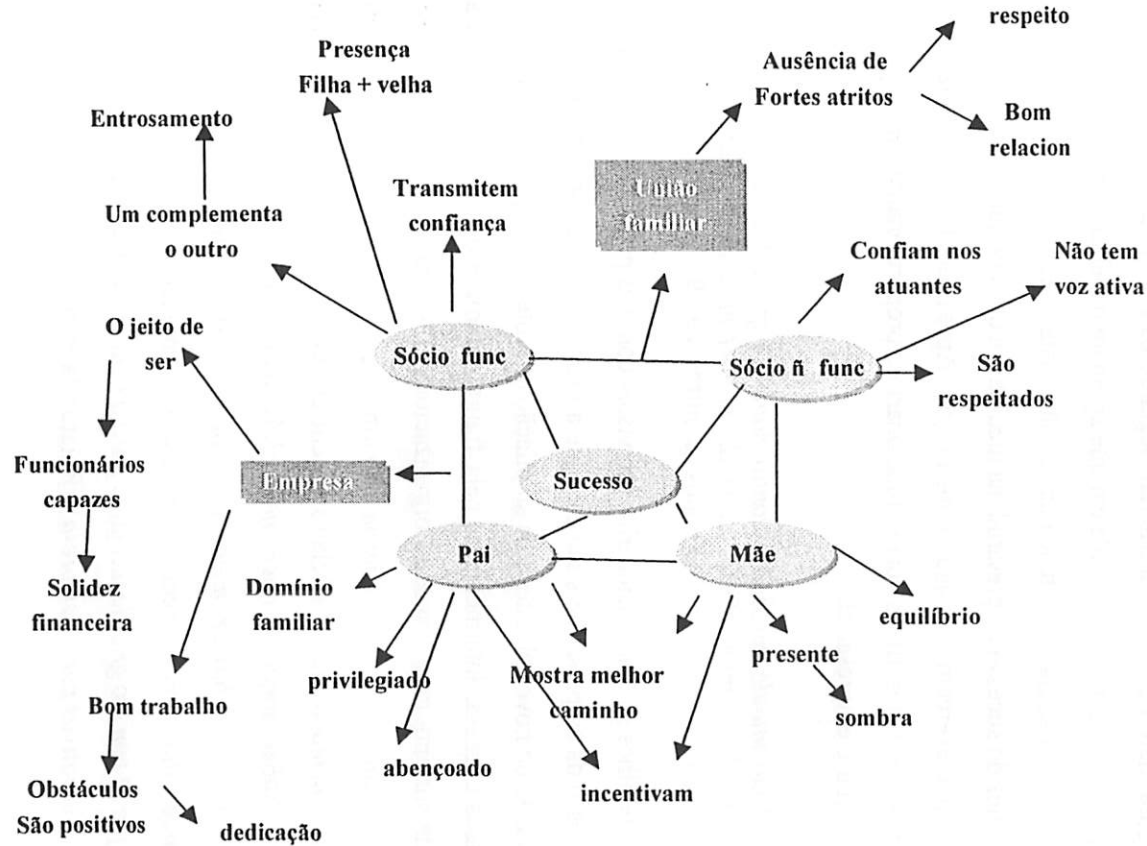 respeito
Presença
Filha + velha
Ausência de
Fortes atritos
Entrosamento
Bom
relacion
Transmitem
confiança
União
familiar
Um complementa
o outro
Confiam nos
atuantes
Não tem
voz ativa
O jeito de
ser
Sócio func
Sócio ñ func
São
respeitados
Funcionários
capazes
Empresa
Sucesso
Pai
Mãe
Solidez
financeira
Domínio
familiar
equilíbrio
privilegiado
Mostra melhor
caminho
presente
sombra
Bom trabalho
abençoado
incentivam
Obstáculos
São positivos
dedicação